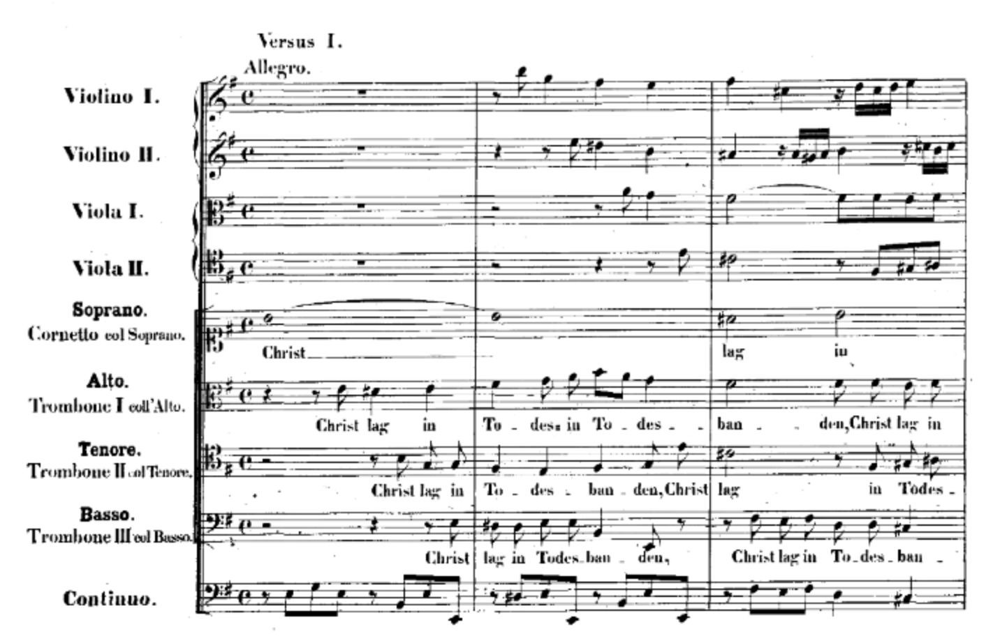 Versus I.
Allegro.
Violino I.
Violino II.
Viola I.
Viola II.
Soprano.
Cornetto col Soprano.
Christ lag in
Alto.
Trombone I coll'Alto.
Christ lag in To - des- in To - des - ban - den, Christ lag in
Tenore.
Trombone II col Tenore.
Christ lag in To - des - ban - den, Christ lag in Todes -
Basso.
Trombone III col Basso.
Christ lag in Todes-ban - den, Christ lag in To-des-ban -
Continuo.